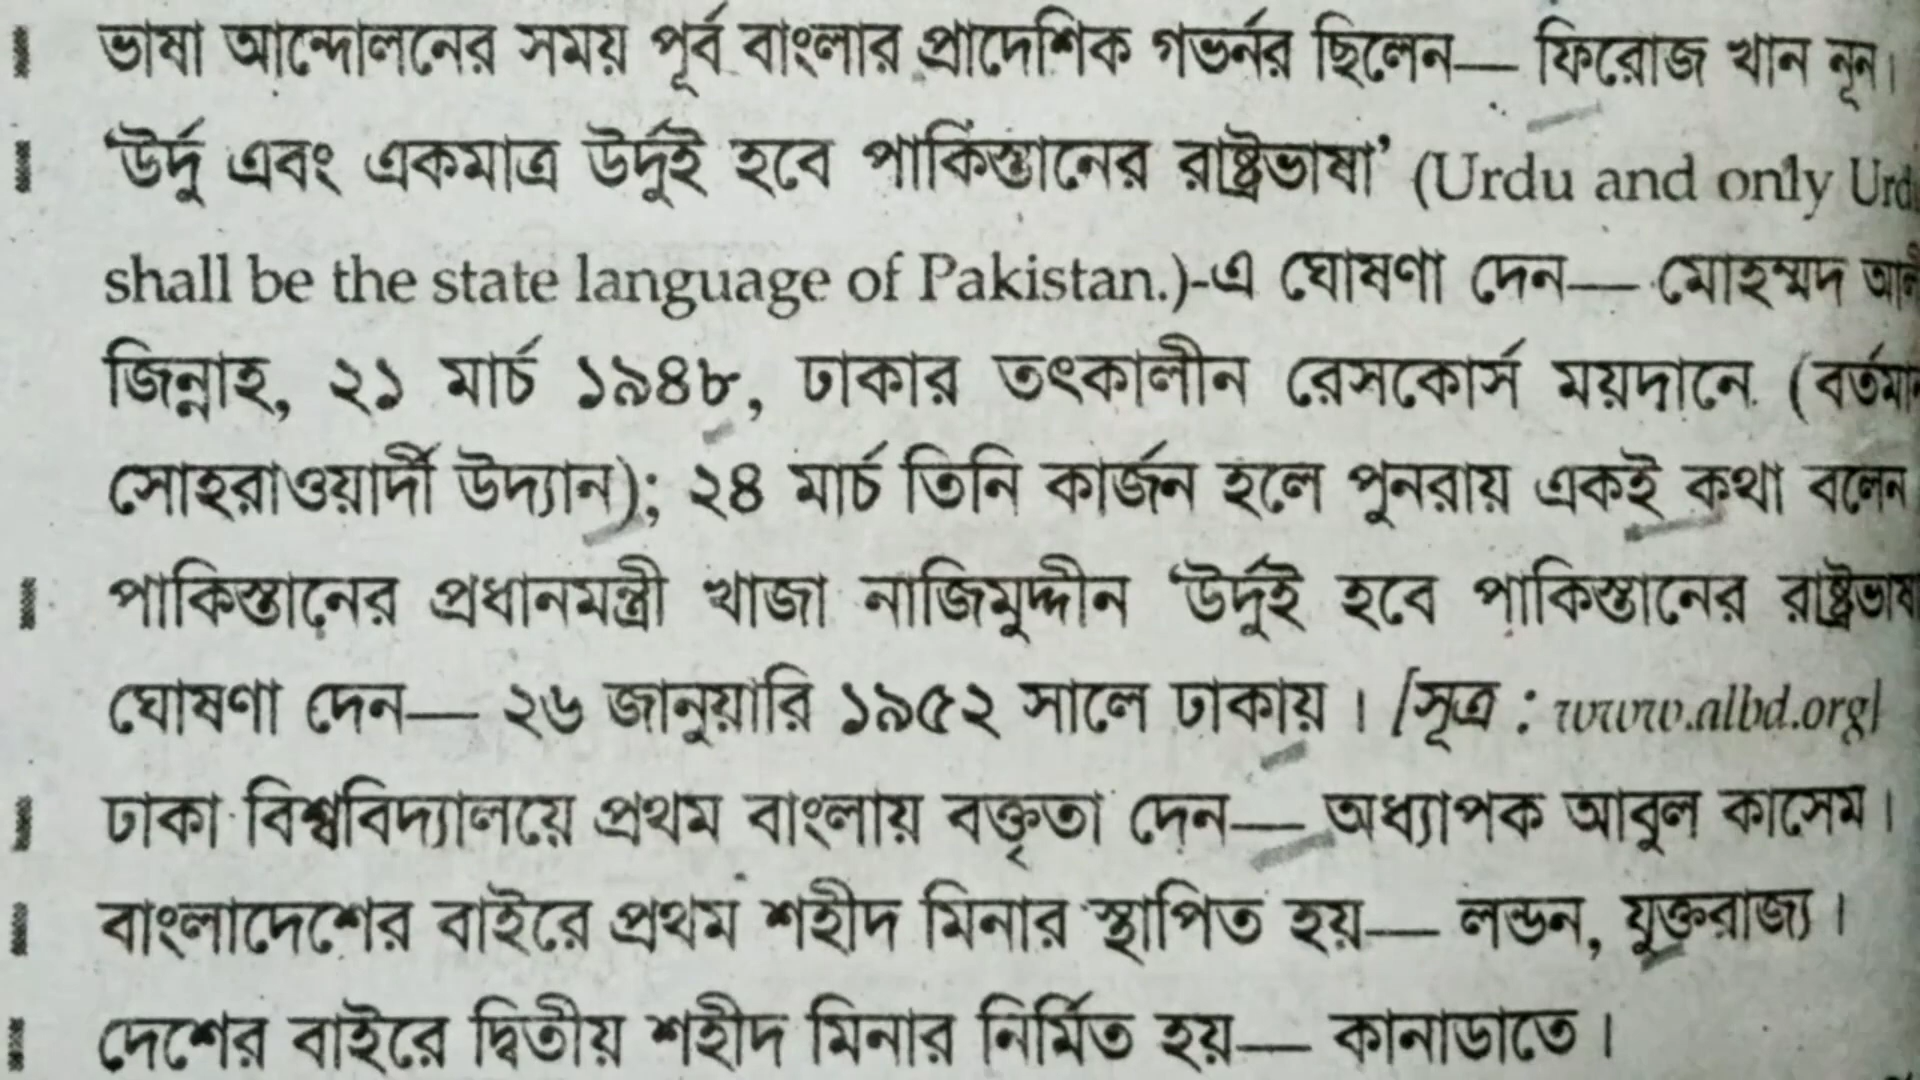 ভাষা আন্দোলনের সময় পূর্ব বাংলার প্রাদেশিক গভর্নর ছিলেন— ফিরোজ খান নূন।
‘উর্দু এবং একমাত্র উর্দুই হবে পাকিস্তানের রাষ্ট্রভাষা’ (Urdu and only
shall be the state language of Pakistan.)-এ ঘোষণা দেন— মোহম্মদ
জিন্নাহ, ২১ মার্চ ১৯৪৮, ঢাকার তৎকালীন রেসকোর্স ময়দানে (
সোহরাওয়ার্দী উদ্যান); ২৪ মার্চ তিনি কার্জন হলে পুনরায় একই কথা বলেন
পাকিস্তানের প্রধানমন্ত্রী খাজা নাজিমুদ্দীন ‘উর্দুই হবে পাকিস্তানের
ঘোষণা দেন— ২৬ জানুয়ারি ১৯৫২ সালে ঢাকায়। [সূত্র : www.albd.org]
ঢাকা বিশ্ববিদ্যালয়ে প্রথম বাংলায় বক্তৃতা দেন— অধ্যাপক আবুল কাসেম।
বাংলাদেশের বাইরে প্রথম শহীদ মিনার স্থাপিত হয়— লন্ডন, যুক্তরাজ্য।
দেশের বাইরে দ্বিতীয় শহীদ মিনার নির্মিত হয়— কানাডাতে।